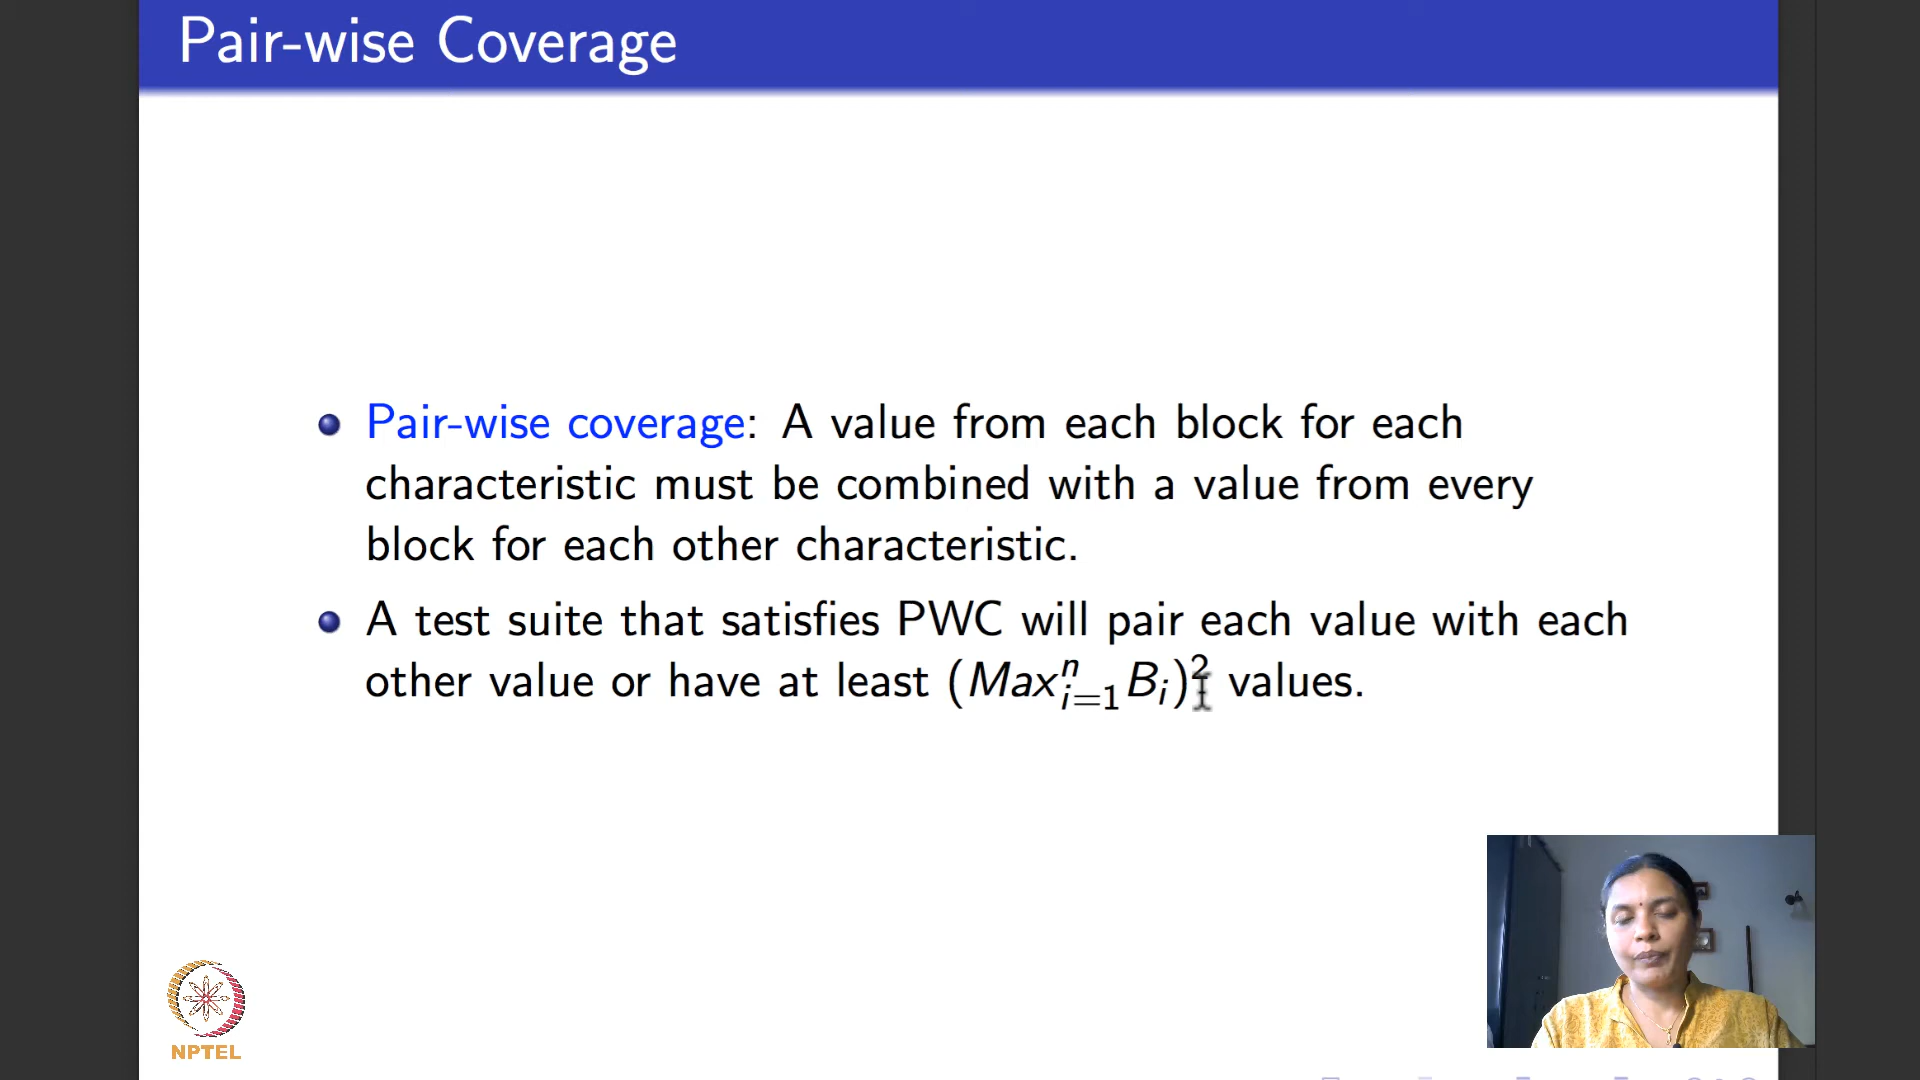 Pair-wise Coverage
Pair-wise coverage: A value from each block for each
characteristic must be combined with a value from every
block for each other characteristic.
A test suite that satisfies PWC will pair each value with each
other value or have at least (Max^n_{i=1} B_i)^2 values.
NPTEL